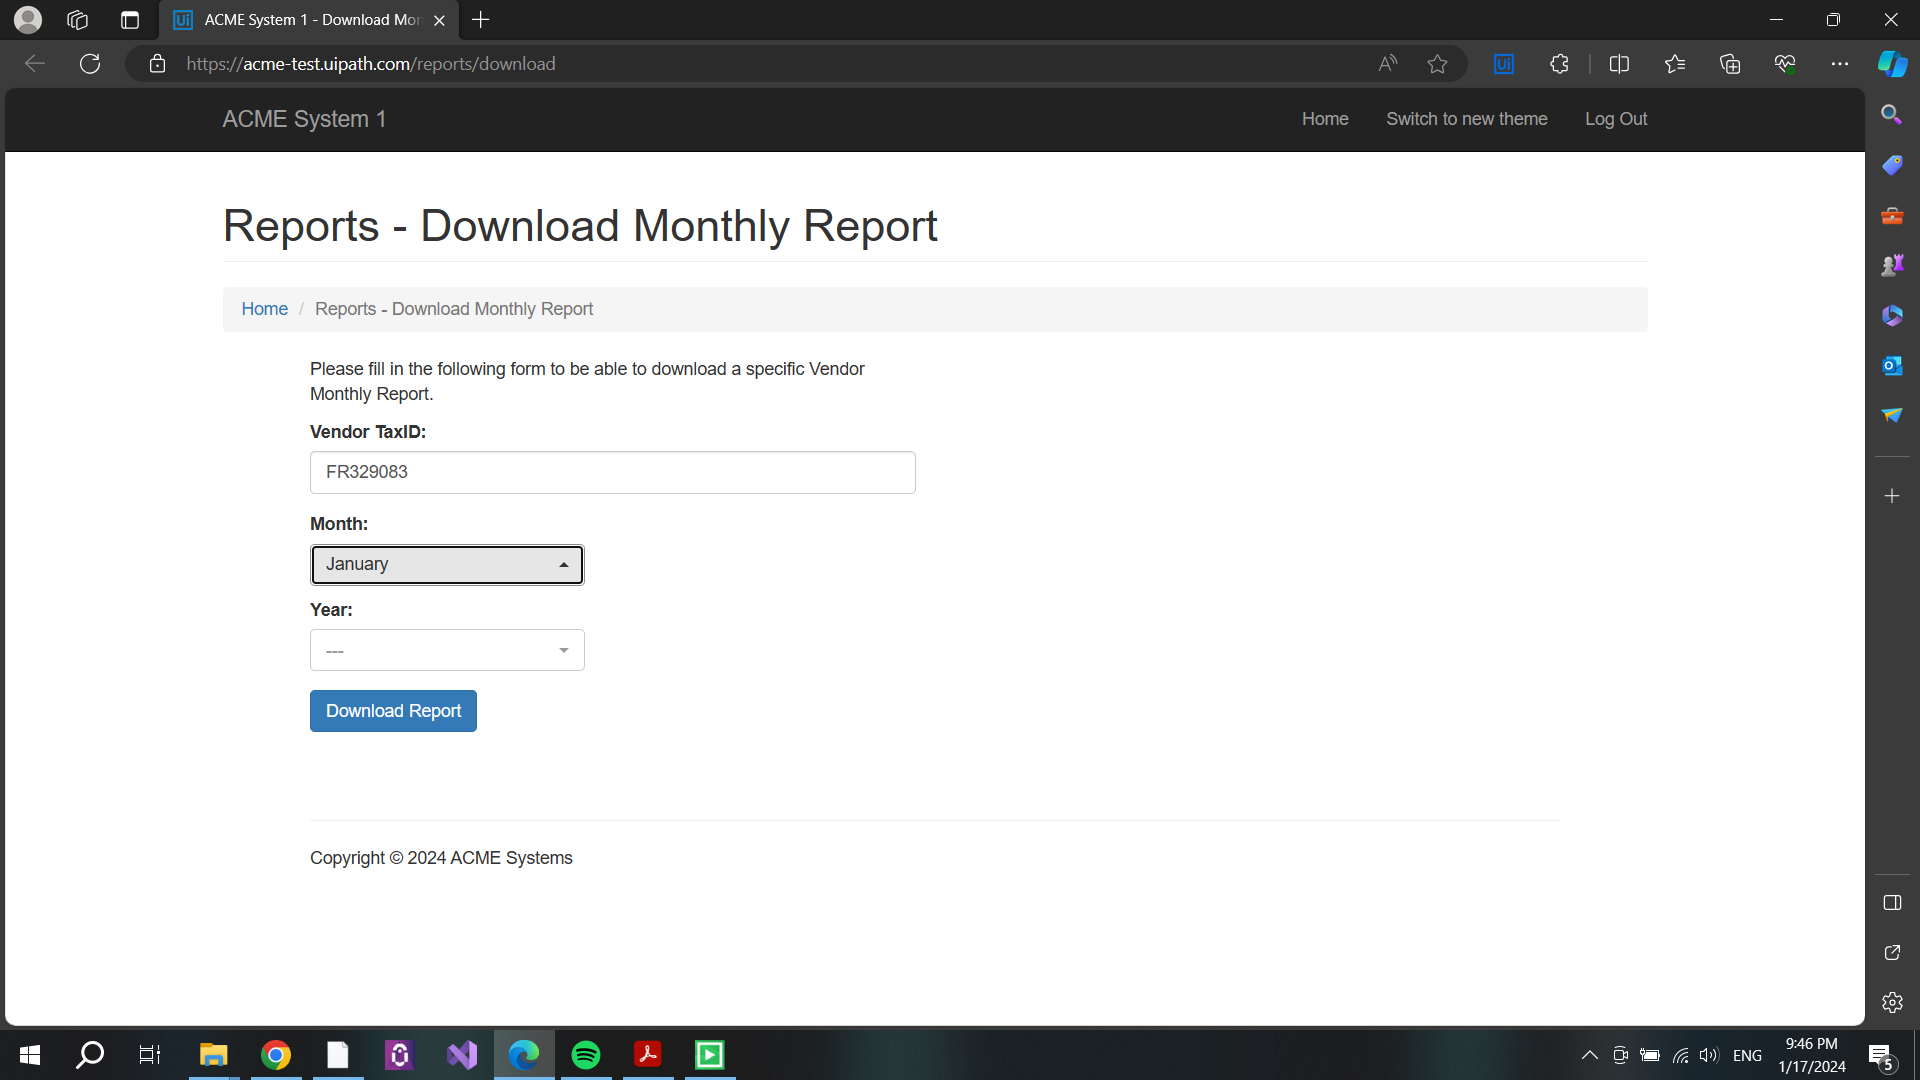 ACME System 1 - Download Mon
https://acme-test.uipath.com/reports/download
ACME System 1
Home
Switch to new theme
Log Out
Reports - Download Monthly Report
Home / Reports - Download Monthly Report
Please fill in the following form to be able to download a specific Vendor
Monthly Report.
Vendor TaxID:
FR329083
Month:
January
Year:
---
Download Report
Copyright © 2024 ACME Systems
ENG
9:46 PM
1/17/2024
5